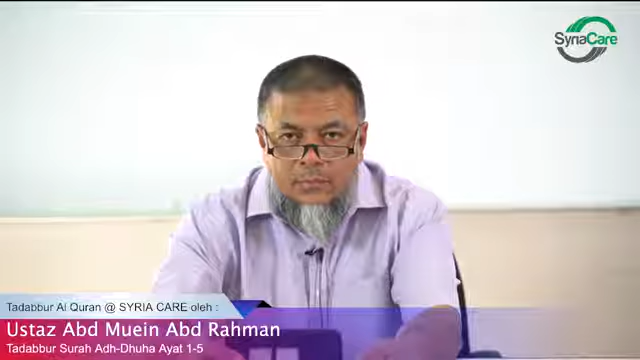 SyriaCare
Tadabbur Al Quran @ SYRIA CARE oleh :
Ustaz Abd Muein Abd Rahman
Tadabbur Surah Adh-Dhuha Ayat 1-5